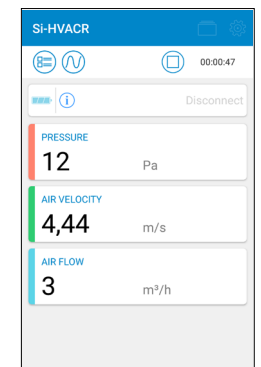 Si-HVACR
00:00:47
Disconnect
PRESSURE
12 Pa
AIR VELOCITY
4,44 m/s
AIR FLOW
3 m³/h